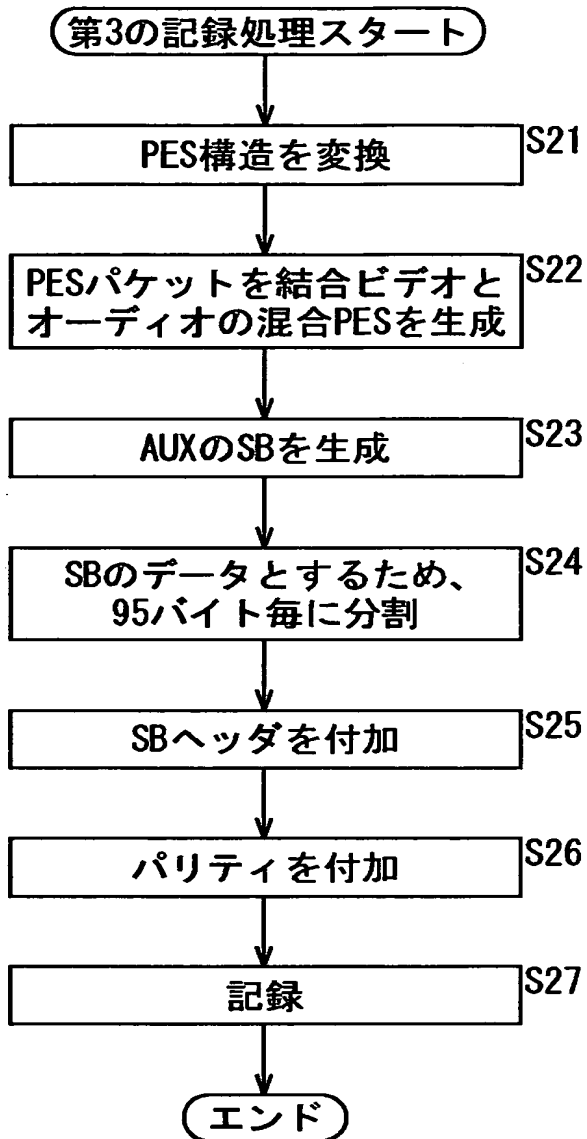 第3の記録処理スタート
S21
PES構造を変換
S22
PESパケットを結合ビデオと
オーディオの混合PESを生成
S23
AUXのSBを生成
S24
SBのデータとするため、
95バイト毎に分割
S25
SBヘッダを付加
S26
パリティを付加
S27
記録
エンド